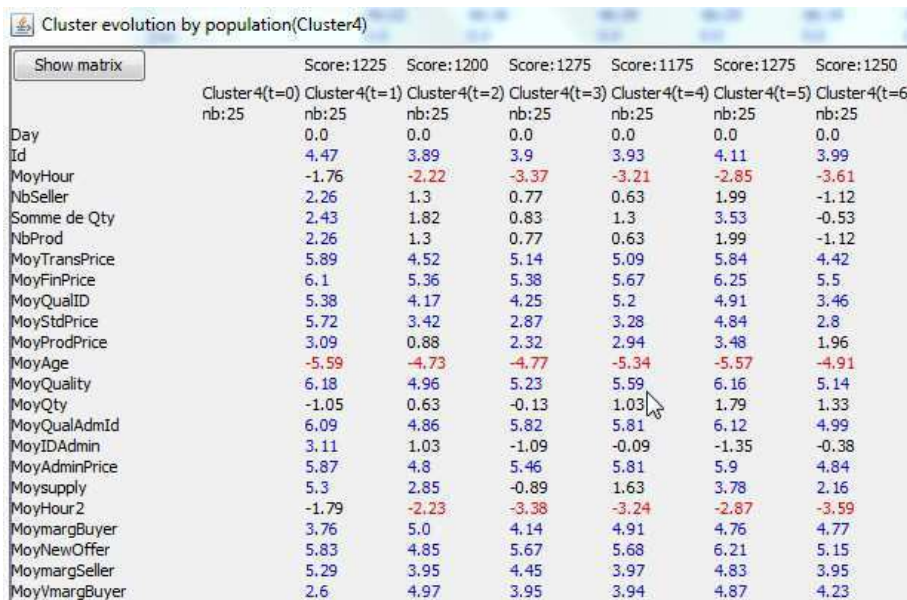 Cluster evolution by population(Cluster4)
Show matrix Score:1225 Score:1200 Score:1275 Score:1175 Score:1275 Score:1250
Cluster4(t=0) Cluster4(t=1) Cluster4(t=2) Cluster4(t=3) Cluster4(t=4) Cluster4(t=5) Cluster4(t=6
nb:25 nb:25 nb:25 nb:25 nb:25 nb:25 nb:25
Day 0.0 0.0 0.0 0.0 0.0 0.0
Id 4.47 3.89 3.9 3.93 4.11 3.99
MoyHour -1.76 -2.22 -3.37 -3.21 -2.85 -3.61
NbSeller 2.26 1.3 0.77 0.63 1.99 -1.12
Somme de Qty 2.43 1.82 0.83 1.3 3.53 -0.53
NbProd 2.26 1.3 0.77 0.63 1.99 -1.12
MoyTransPrice 5.89 4.52 5.14 5.09 5.84 4.42
MoyFinPrice 6.1 5.36 5.38 5.67 6.25 5.5
MoyQualID 5.38 4.17 4.25 5.2 4.91 3.46
MoyStdPrice 5.72 3.42 2.87 3.28 4.84 2.8
MoyProdPrice 3.09 0.88 2.32 2.94 3.48 1.96
MoyAge -5.59 -4.73 -4.77 -5.34 -5.57 -4.91
MoyQuality 6.18 4.96 5.23 5.59 6.16 5.14
MoyQty -1.05 0.63 -0.13 1.03 1.79 1.33
MoyQualAdmId 6.09 4.86 5.82 5.81 6.12 4.99
MoyIDAdmin 3.11 1.03 -1.09 -0.09 -1.35 -0.38
MoyAdminPrice 5.87 4.8 5.46 5.81 5.9 4.84
Moysupply 5.3 2.85 -0.89 1.63 3.78 2.16
MoyHour2 -1.79 -2.23 -3.38 -3.24 -2.87 -3.59
MoymargBuyer 3.76 5.0 4.14 4.91 4.76 4.77
MoyNewOffer 5.83 4.85 5.67 5.68 6.21 5.15
MoymargSeller 5.29 3.95 4.45 3.97 4.83 3.95
MoyVmargBuyer 2.6 4.97 3.95 3.94 4.87 4.23